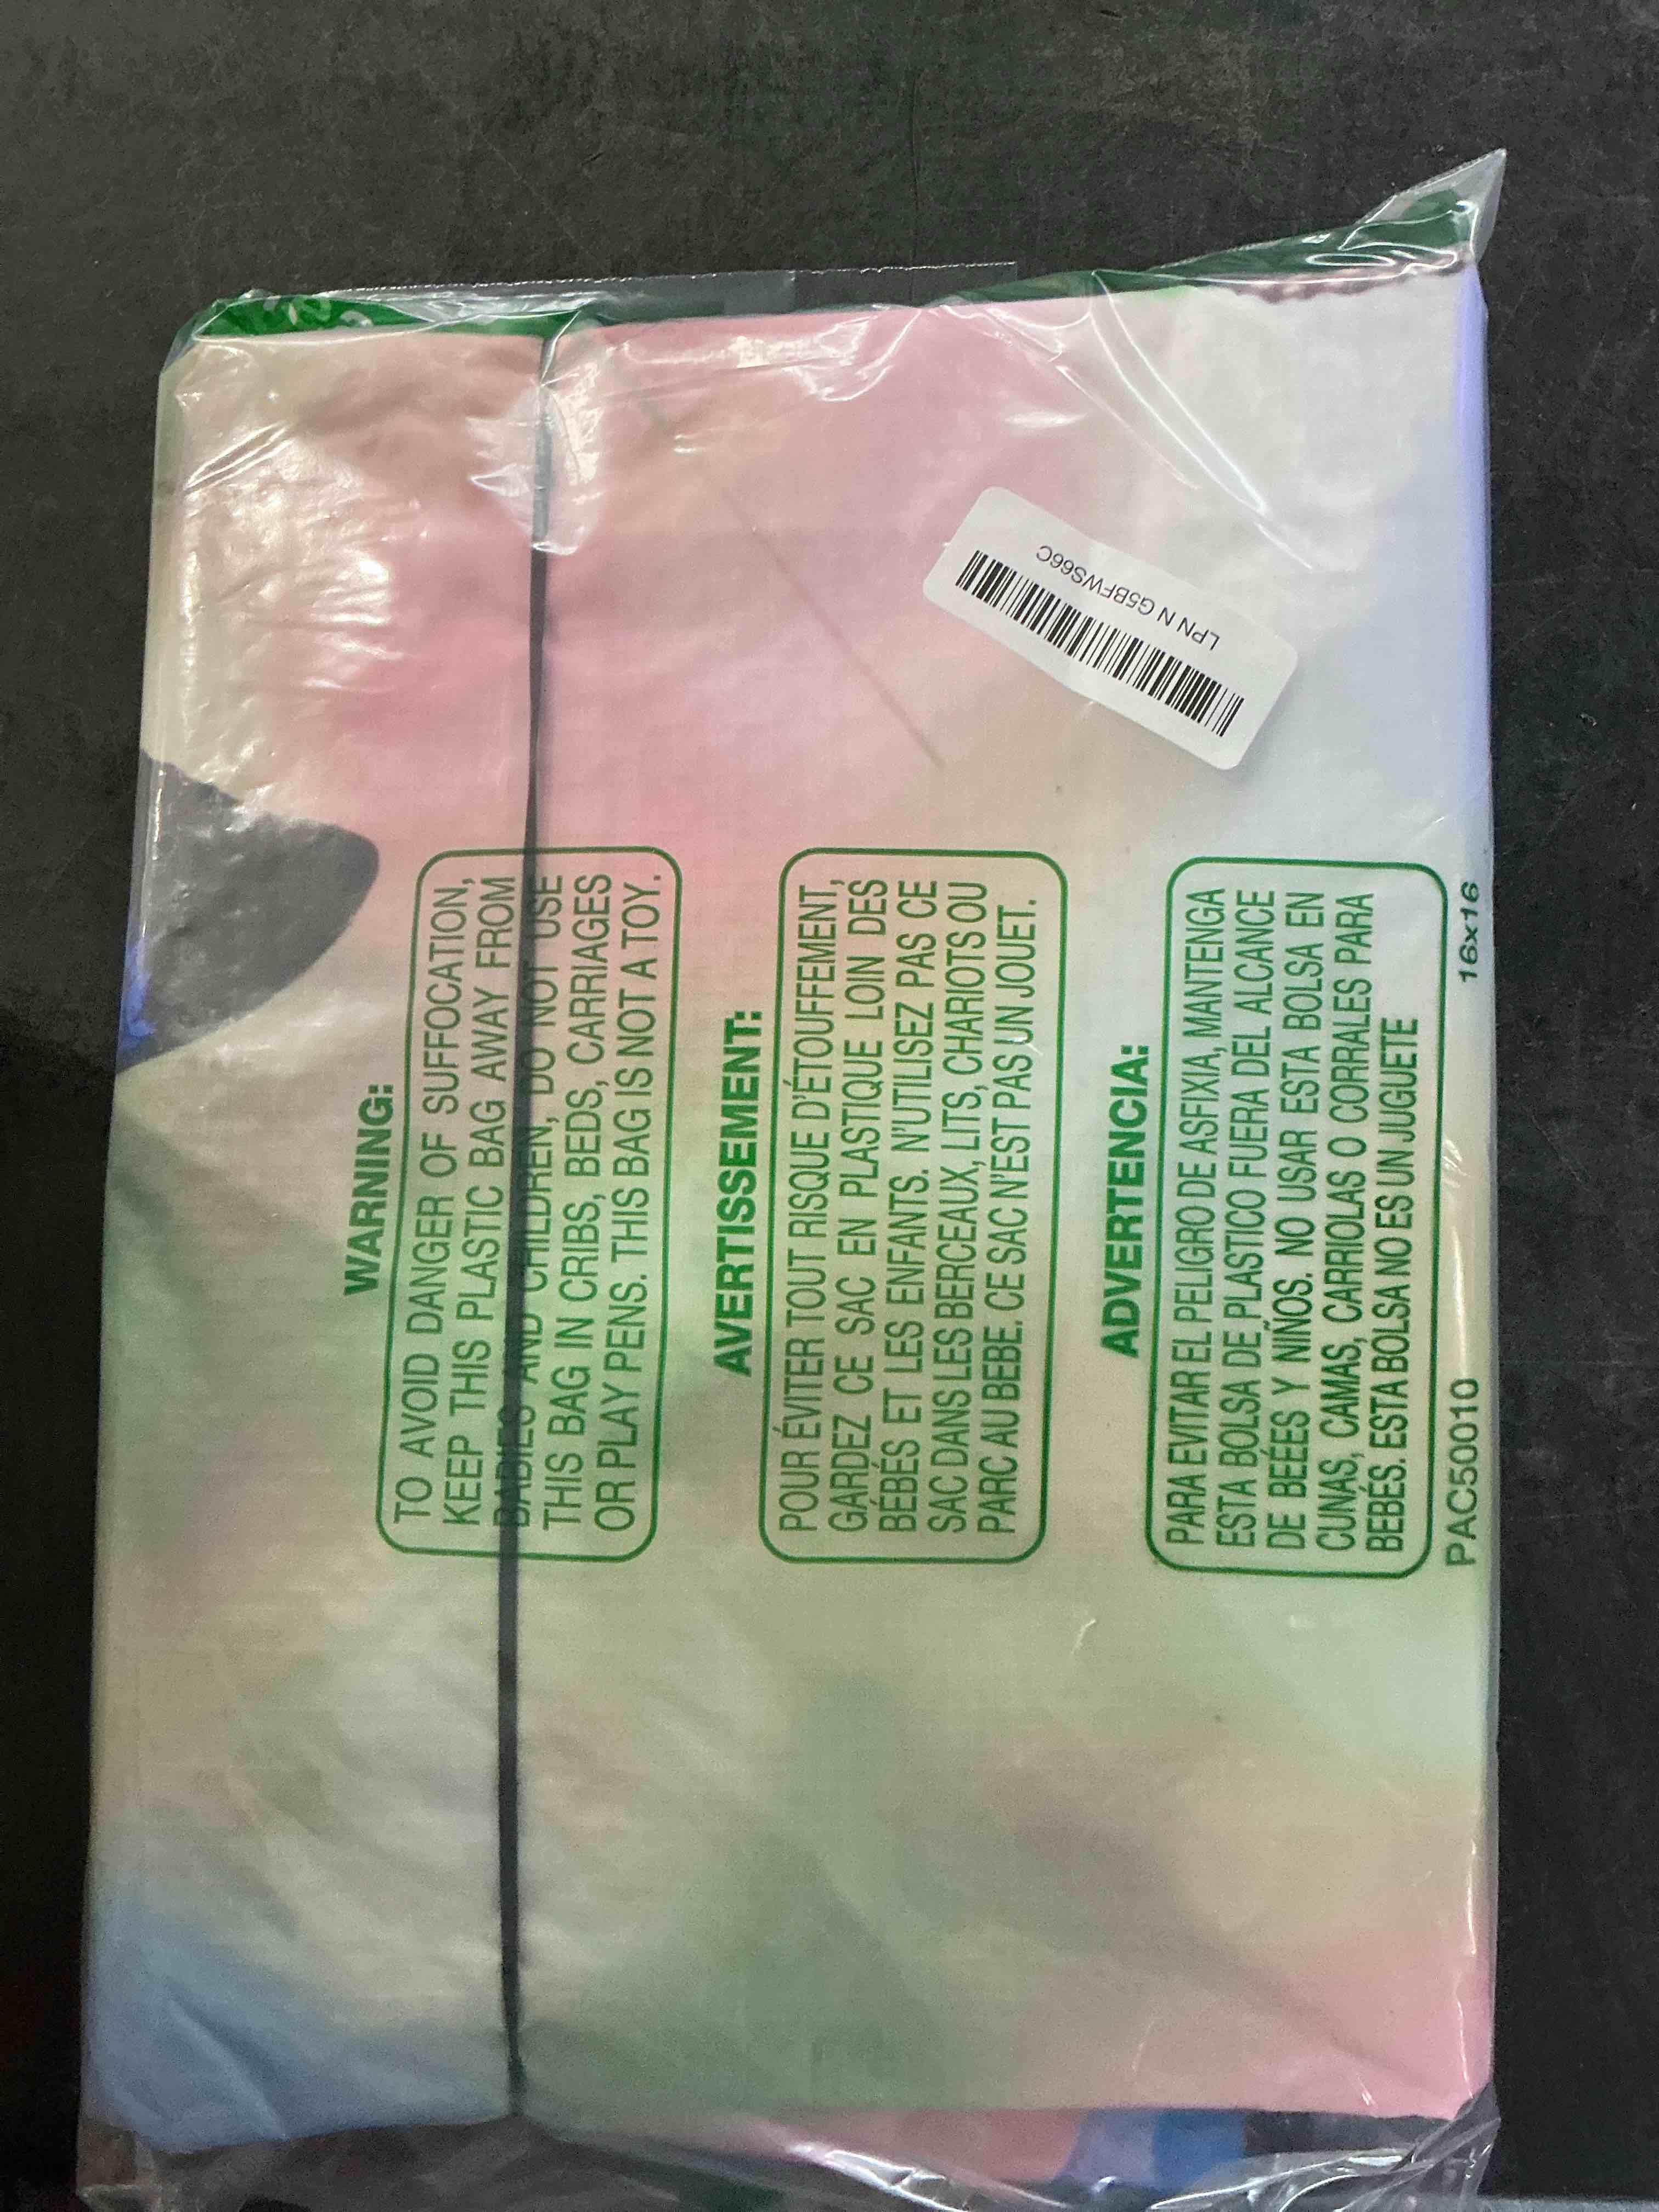 WARNING:
TO AVOID DANGER OF SUFFOCATION,
KEEP THIS PLASTIC BAG AWAY FROM
BABIES AND CHILDREN, DO NOT USE
THIS BAG IN CRIBS, BEDS, CARRIAGES
OR PLAY PENS. THIS BAG IS NOT A TOY.
AVERTISSEMENT:
POUR ÉVITER TOUT RISQUE D'ÉTOUFFEMENT,
GARDEZ CE SAC EN PLASTIQUE LOIN DES
BÉBÉS ET LES ENFANTS. N'UTILISEZ PAS CE
SAC DANS LES BERCEAUX, LITS, CHARIOTS OU
PARC AU BEBE. CE SAC N'EST PAS UN JOUET.
ADVERTENCIA:
PARA EVITAR EL PELIGRO DE ASFIXIA, MANTENGA
ESTA BOLSA DE PLASTICO FUERA DEL ALCANCE
DE BEÉES Y NIÑOS. NO USAR ESTA BOLSA EN
CUNAS, CAMAS, CARRIOLAS O CORRALES PARA
BEBÉS. ESTA BOLSA NO ES UN JUGUETE
PAC50010 16x16
LPN N G5BFWS66C